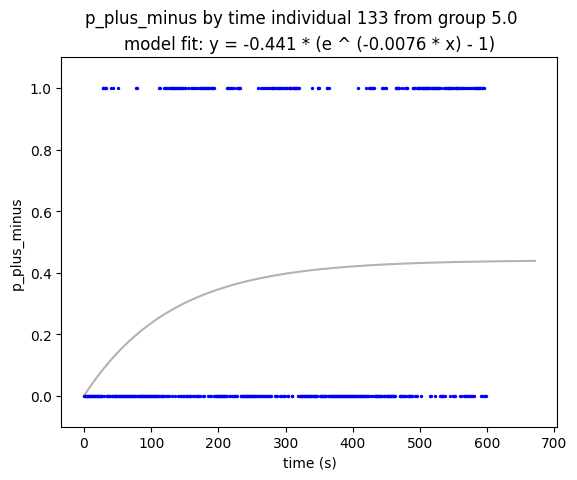 p_plus_minus by time individual 133 from group 5.0
model fit: y = -0.441 * (e ^ (-0.0076 * x) - 1)
1.0
0.8
0.6
0.4
0.2
0.0
p_plus_minus
0 100 200 300 400 500 600 700
time (s)